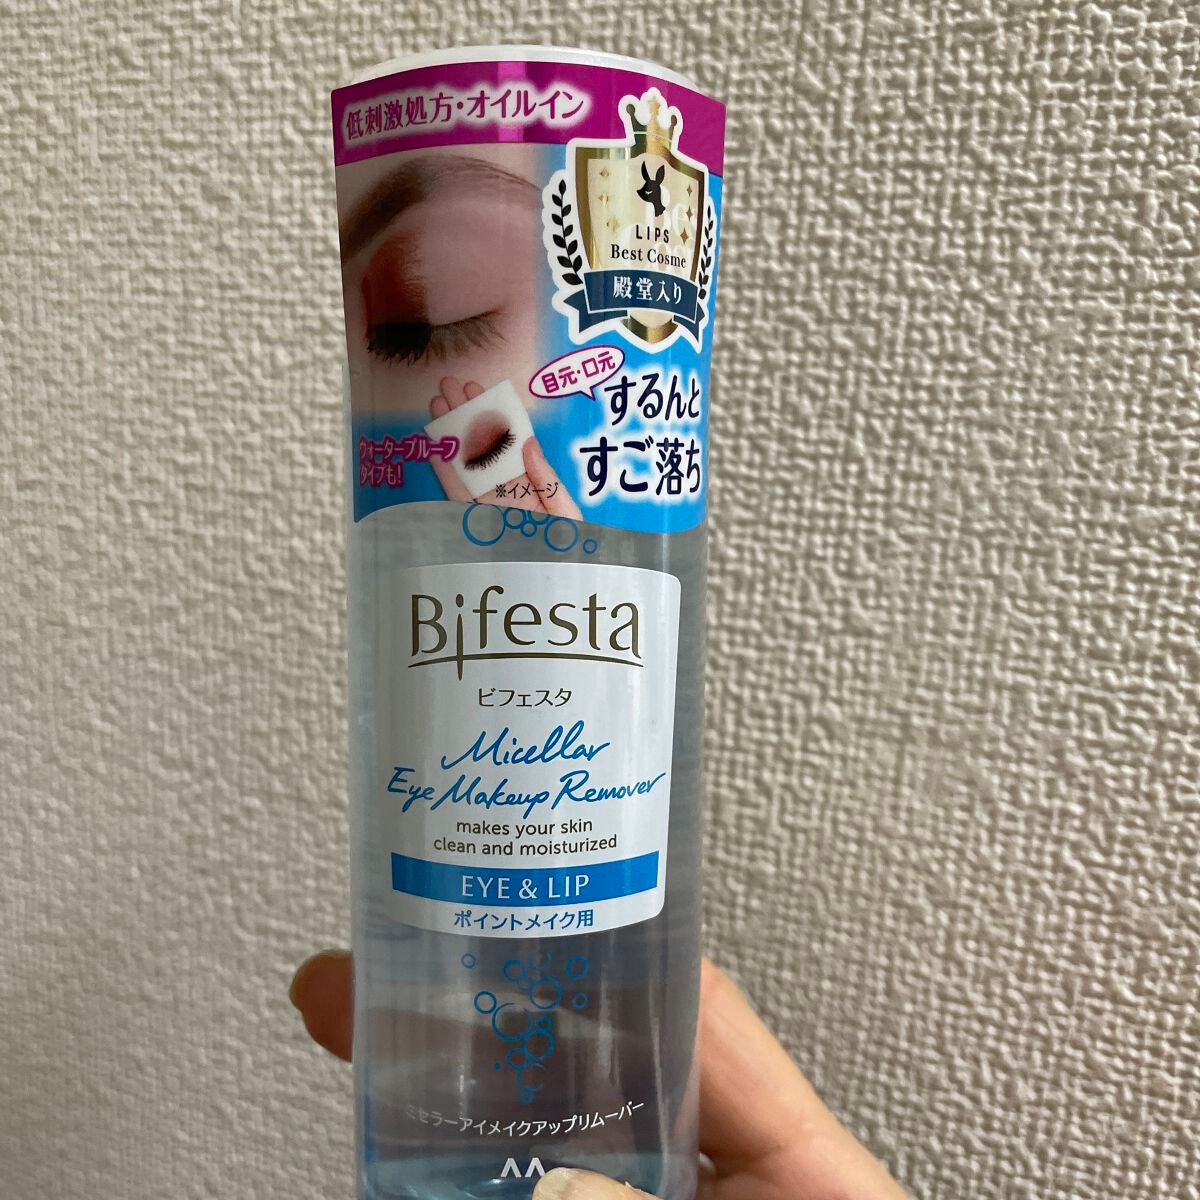 低刺激処方・オイルイン
LIPS
Best Cosme
殿堂入り
目元・口元
するんと
すご落ち
ウォータープルーフ
タイプも!
※イメージ
Bifesta
ビフェスタ
Micellar
Eye Makeup Remover
makes your skin
clean and moisturized
EYE & LIP
ポイントメイク用
ミセラーアイメイクアップリムーバー